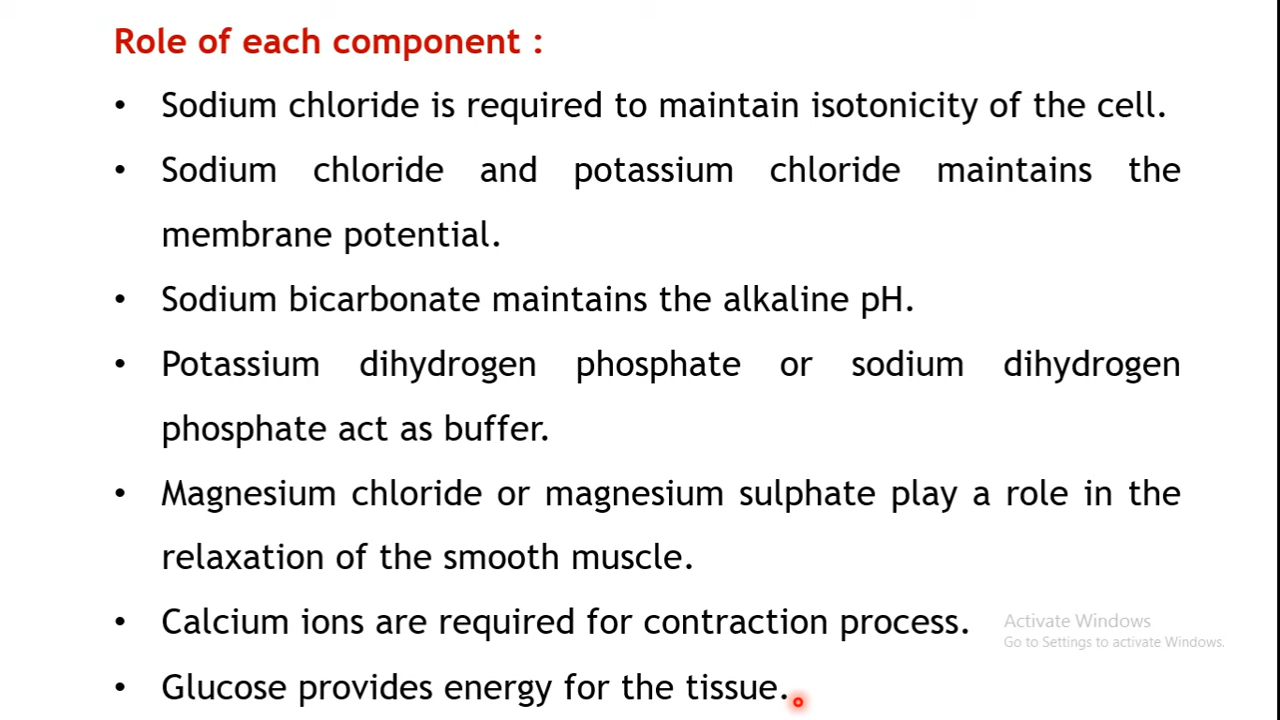 Role of each component :
• Sodium chloride is required to maintain isotonicity of the cell.
• Sodium chloride and potassium chloride maintains the
membrane potential.
• Sodium bicarbonate maintains the alkaline pH.
• Potassium dihydrogen phosphate or sodium dihydrogen
phosphate act as buffer.
• Magnesium chloride or magnesium sulphate play a role in the
relaxation of the smooth muscle.
• Calcium ions are required for contraction process.
Activate Windows
Go to Settings to activate Windows.
• Glucose provides energy for the tissue.